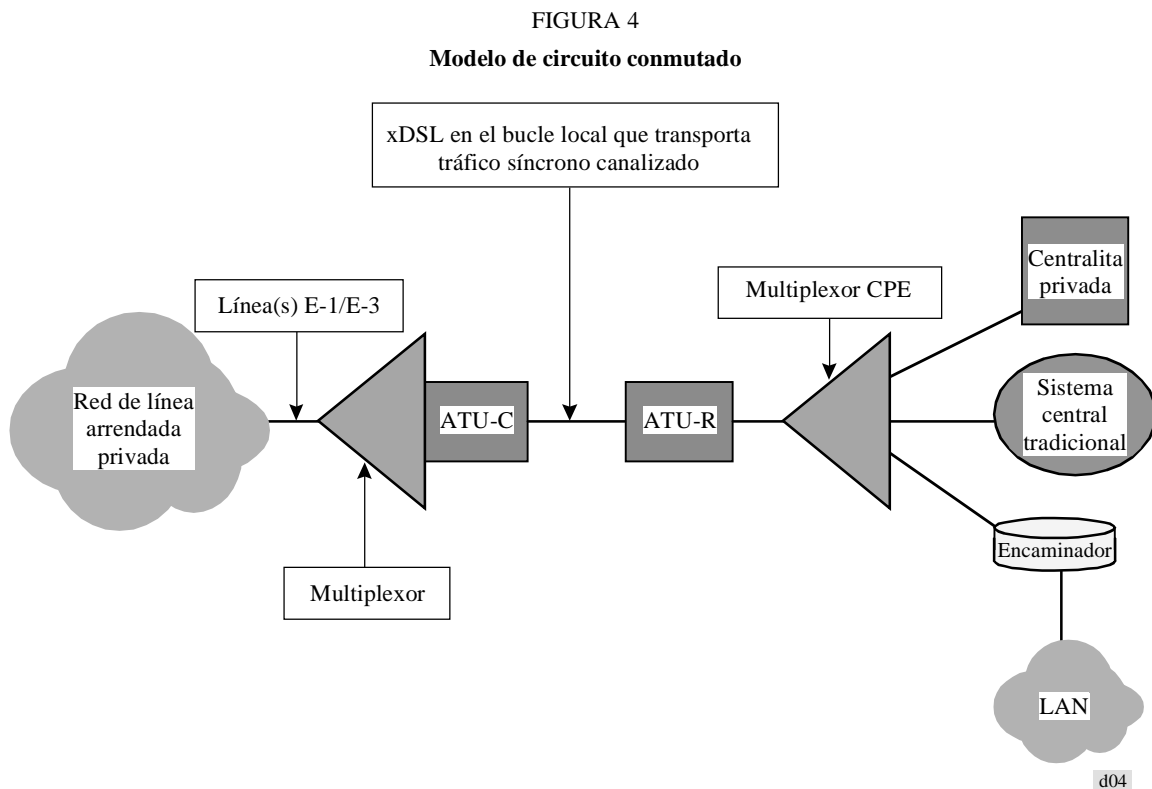 FIGURA 4
Modelo de circuito conmutado
xDSL en el bucle local que transporta
tráfico síncrono canalizado
Línea(s) E-1/E-3
Multiplexor CPE
Centralita
privada
Red de línea
arrendada
privada
ATU-C
ATU-R
Sistema
central
tradicional
Encaminador
Multiplexor
LAN
d04